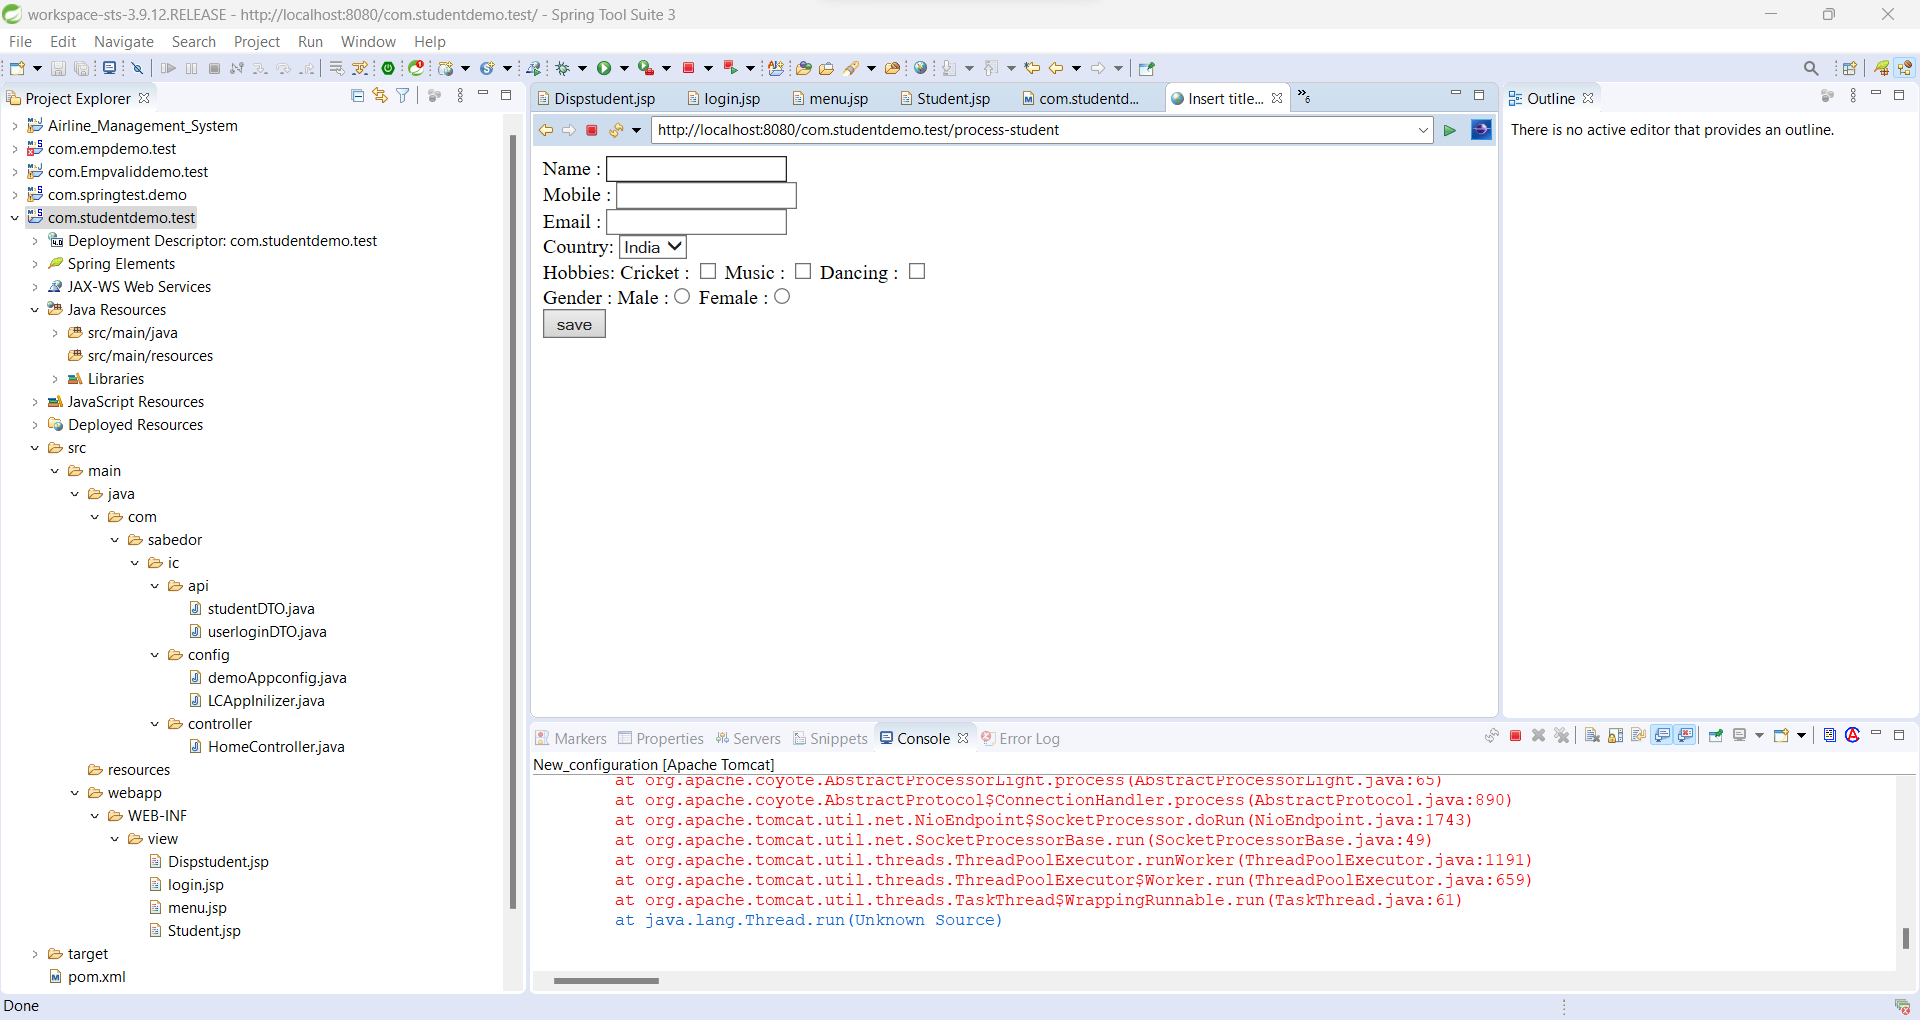 workspace-sts-3.9.12.RELEASE - http://localhost:8080/com.studentdemo.test/ - Spring Tool Suite 3
File Edit Navigate Search Project Run Window Help
Project Explorer
Airline_Management_System
com.empdemo.test
com.Empvaliddemo.test
com.springtest.demo
com.studentdemo.test
Deployment Descriptor: com.studentdemo.test
Spring Elements
JAX-WS Web Services
Java Resources
src/main/java
src/main/resources
Libraries
JavaScript Resources
Deployed Resources
src
main
java
com
sabedor
ic
api
studentDTO.java
userloginDTO.java
config
demoAppconfig.java
LCAppInilizer.java
controller
HomeController.java
resources
webapp
WEB-INF
view
Dispstudent.jsp
login.jsp
menu.jsp
Student.jsp
target
pom.xml
Dispstudent.jsp login.jsp menu.jsp Student.jsp com.studentd... Insert title... »6
http://localhost:8080/com.studentdemo.test/process-student
Name :
Mobile :
Email :
Country: India
Hobbies: Cricket : Music : Dancing :
Gender : Male : Female :
save
Outline
There is no active editor that provides an outline.
Markers Properties Servers Snippets Console Error Log
New_configuration [Apache Tomcat]
at org.apache.coyote.AbstractProcessorLight.process(AbstractProcessorLight.java:65)
at org.apache.coyote.AbstractProtocol$ConnectionHandler.process(AbstractProtocol.java:890)
at org.apache.tomcat.util.net.NioEndpoint$SocketProcessor.doRun(NioEndpoint.java:1743)
at org.apache.tomcat.util.net.SocketProcessorBase.run(SocketProcessorBase.java:49)
at org.apache.tomcat.util.threads.ThreadPoolExecutor.runWorker(ThreadPoolExecutor.java:1191)
at org.apache.tomcat.util.threads.ThreadPoolExecutor$Worker.run(ThreadPoolExecutor.java:659)
at org.apache.tomcat.util.threads.TaskThread$WrappingRunnable.run(TaskThread.java:61)
at java.lang.Thread.run(Unknown Source)
Done